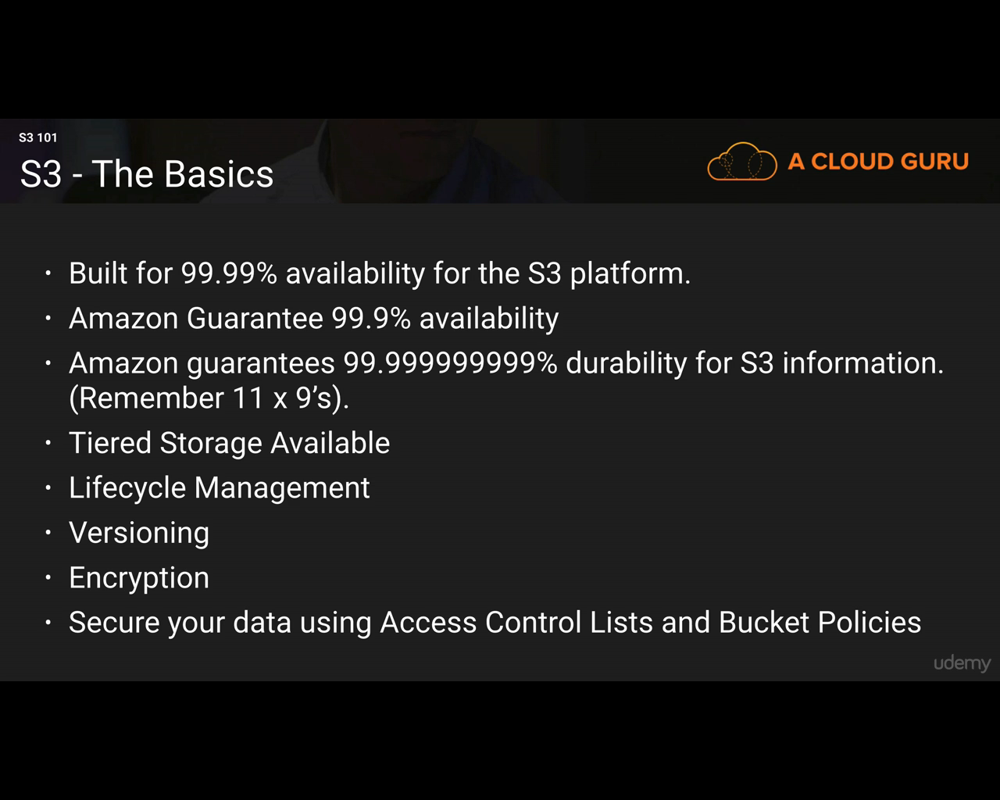 S3 101
S3 - The Basics
A CLOUD GURU
• Built for 99.99% availability for the S3 platform.
• Amazon Guarantee 99.9% availability
• Amazon guarantees 99.999999999% durability for S3 information.
(Remember 11 x 9’s).
• Tiered Storage Available
• Lifecycle Management
• Versioning
• Encryption
• Secure your data using Access Control Lists and Bucket Policies
udemy